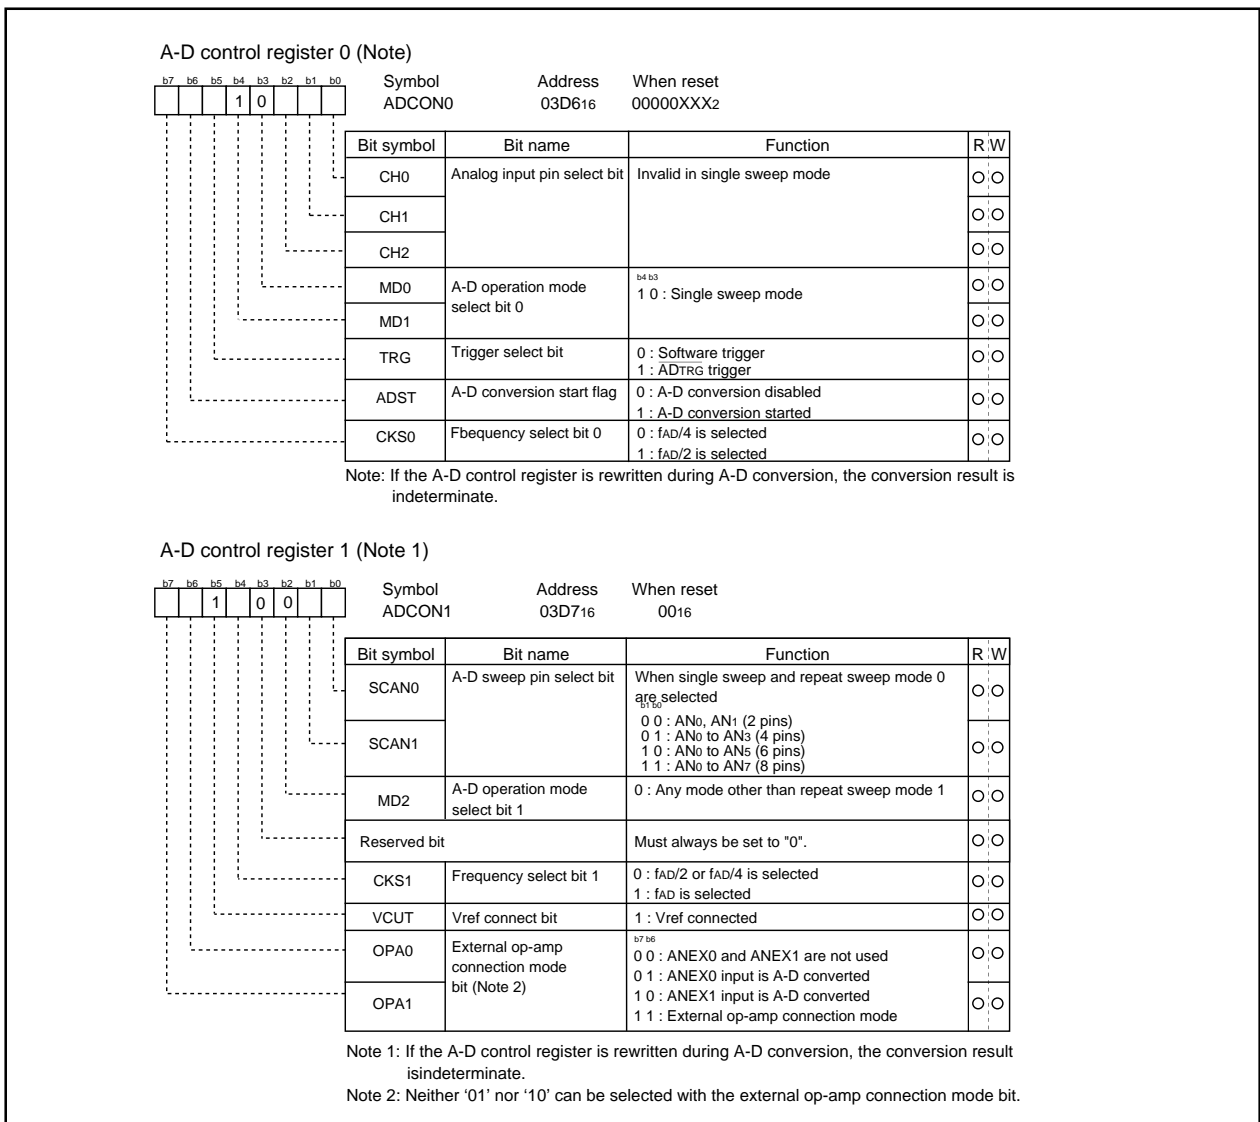 A-D control register 0 (Note)
b7 b6 b5 b4 b3 b2 b1 b0
Symbol Address When reset
1 0 ADCON0 03D616 00000XXX2
Bit symbol Bit name Function R W
CH0 Analog input pin select bit Invalid in single sweep mode
CH1
CH2
b4 b3
MD0 A-D operation mode 1 0 : Single sweep mode
select bit 0
MD1
TRG Trigger select bit 0 : Software trigger
1 : ADTRG trigger
ADST A-D conversion start flag 0 : A-D conversion disabled
1 : A-D conversion started
CKS0 Fbequency select bit 0 0 : fAD/4 is selected
1 : fAD/2 is selected
Note: If the A-D control register is rewritten during A-D conversion, the conversion result is
indeterminate.
A-D control register 1 (Note 1)
b7 b6 b5 b4 b3 b2 b1 b0
Symbol Address When reset
1 0 0 ADCON1 03D716 0016
Bit symbol Bit name Function R W
SCAN0 A-D sweep pin select bit When single sweep and repeat sweep mode 0
are selected
b1 b0
0 0 : AN0, AN1 (2 pins)
0 1 : AN0 to AN3 (4 pins)
SCAN1 1 0 : AN0 to AN5 (6 pins)
1 1 : AN0 to AN7 (8 pins)
MD2 A-D operation mode 0 : Any mode other than repeat sweep mode 1
select bit 1
Reserved bit Must always be set to "0".
CKS1 Frequency select bit 1 0 : fAD/2 or fAD/4 is selected
1 : fAD is selected
VCUT Vref connect bit 1 : Vref connected
b7 b6
OPA0 External op-amp 0 0 : ANEX0 and ANEX1 are not used
connection mode 0 1 : ANEX0 input is A-D converted
bit (Note 2) 1 0 : ANEX1 input is A-D converted
OPA1 1 1 : External op-amp connection mode
Note 1: If the A-D control register is rewritten during A-D conversion, the conversion result
isindeterminate.
Note 2: Neither ‘01’ nor ‘10’ can be selected with the external op-amp connection mode bit.